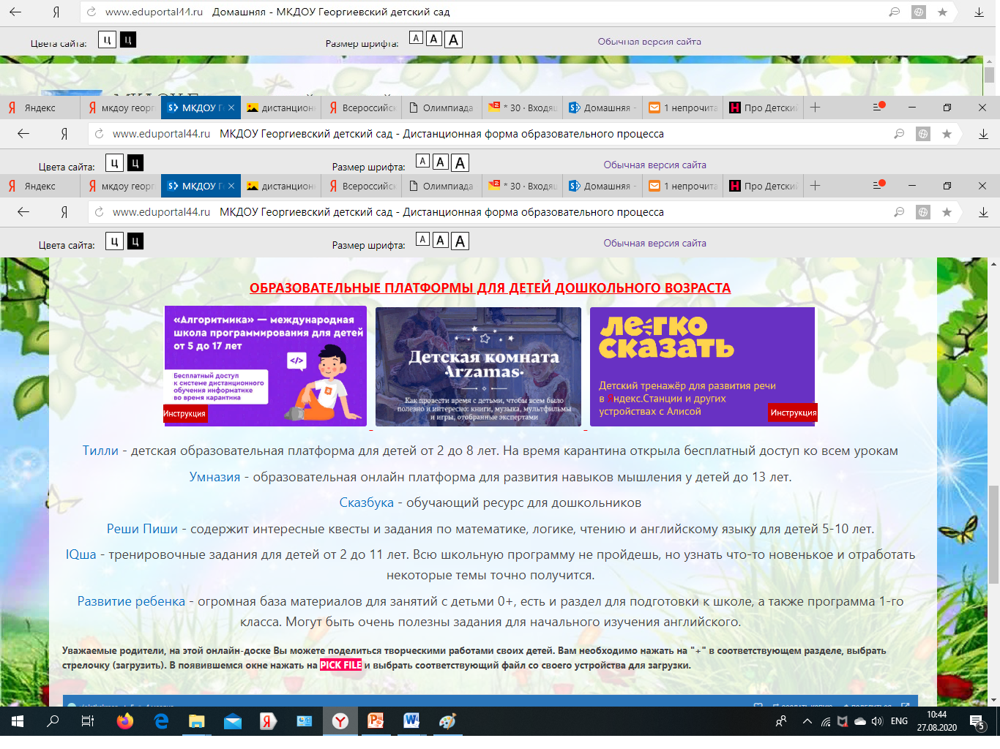 www.eduportal44.ru Домашняя - МКДОУ Георгиевский детский сад
Цвета сайта: Ц Ц Размер шрифта: А А А Обычная версия сайта
Яндекс мкдоу георг МКДОУ Г дистанцион Всероссийск Олимпиада * 30 · Входящ Домашняя - 1 непрочита Про Детский
www.eduportal44.ru МКДОУ Георгиевский детский сад - Дистанционная форма образовательного процесса
Цвета сайта: Ц Ц Размер шрифта: А А А Обычная версия сайта
Яндекс мкдоу георг МКДОУ Г дистанцион Всероссийск Олимпиада * 30 · Входящ Домашняя - 1 непрочита Про Детский
www.eduportal44.ru МКДОУ Георгиевский детский сад - Дистанционная форма образовательного процесса
Цвета сайта: Ц Ц Размер шрифта: А А А Обычная версия сайта
ОБРАЗОВАТЕЛЬНЫЕ ПЛАТФОРМЫ ДЛЯ ДЕТЕЙ ДОШКОЛЬНОГО ВОЗРАСТА
«Алгоритмика» — международная
школа программирования для детей
от 5 до 17 лет
</>
Бесплатный доступ
к системе дистанционного
обучения информатике
во время карантина
Инструкция
Детская комната
Arzamas
Как провести время с детьми, чтобы всем было
полезно и интересно: книги, музыка, мультфильмы
и игры, отобранные экспертами
легко
сказать
Детский тренажёр для развития речи
в Яндекс.Станции и других
устройствах с Алисой
Инструкция
Тилли - детская образовательная платформа для детей от 2 до 8 лет. На время карантина открыла бесплатный доступ ко всем урокам
Умназия - образовательная онлайн платформа для развития навыков мышления у детей до 13 лет.
Сказбука - обучающий ресурс для дошкольников
Реши Пиши - содержит интересные квесты и задания по математике, логике, чтению и английскому языку для детей 5-10 лет.
IQша - тренировочные задания для детей от 2 до 11 лет. Всю школьную программу не пройдешь, но узнать что-то новенькое и отработать
некоторые темы точно получится.
Развитие ребенка - огромная база материалов для занятий с детьми 0+, есть и раздел для подготовки к школе, а также программа 1-го
класса. Могут быть очень полезны задания для начального изучения английского.
Уважаемые родители, на этой онлайн-доске Вы можете поделиться творческими работами своих детей. Вам необходимо нажать на "+" в соответствующем разделе, выбрать
стрелочку (загрузить). В появившемся окне нажать на PICK FILE и выбрать соответствующий файл со своего устройства для загрузки.
ENG
10:44
27.08.2020
5